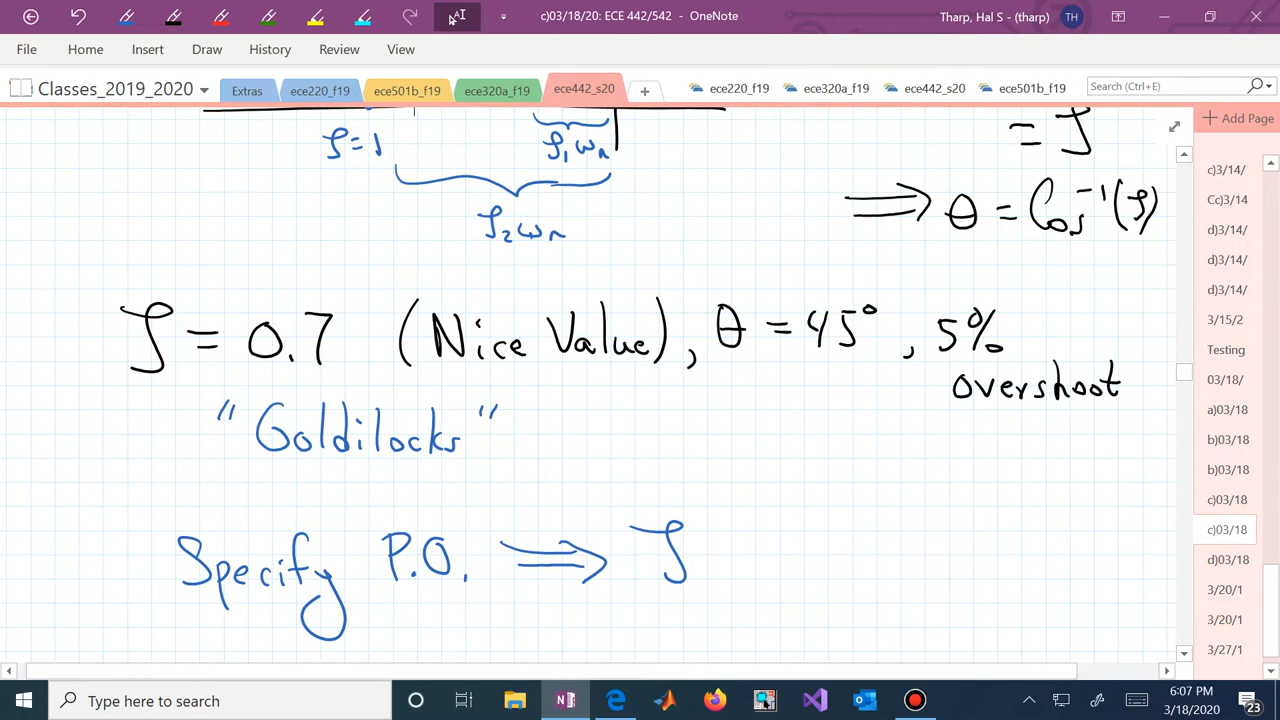 c)03/18/20: ECE 442/542 - OneNote
Tharp, Hal S - (tharp)
TH
File Home Insert Draw History Review View
Classes_2019_2020
Extras ece220_f19 ece501b_f19 ece320a_f19 ece442_s20 + ece220_f19 ece320a_f19 ece442_s20 ece501b_f19
Search (Ctrl+E)
+ Add Page
c)3/14/
Cc)3/14
d)3/14/
d)3/14/
d)3/14/
3/15/2
Testing
03/18/
a)03/18
b)03/18
b)03/18
c)03/18
c)03/18
d)03/18
3/20/1
3/20/1
3/27/1
= ζ
ζ = 1
ζ₁ωₙ
ζ₂ωₙ
⟹ θ = Cos⁻¹(ζ)
ζ = 0.7 (Nice Value), θ = 45°, 5%
overshoot
"Goldilocks"
Specify P.O. ⟹ ζ
Type here to search
6:07 PM
3/18/2020
23